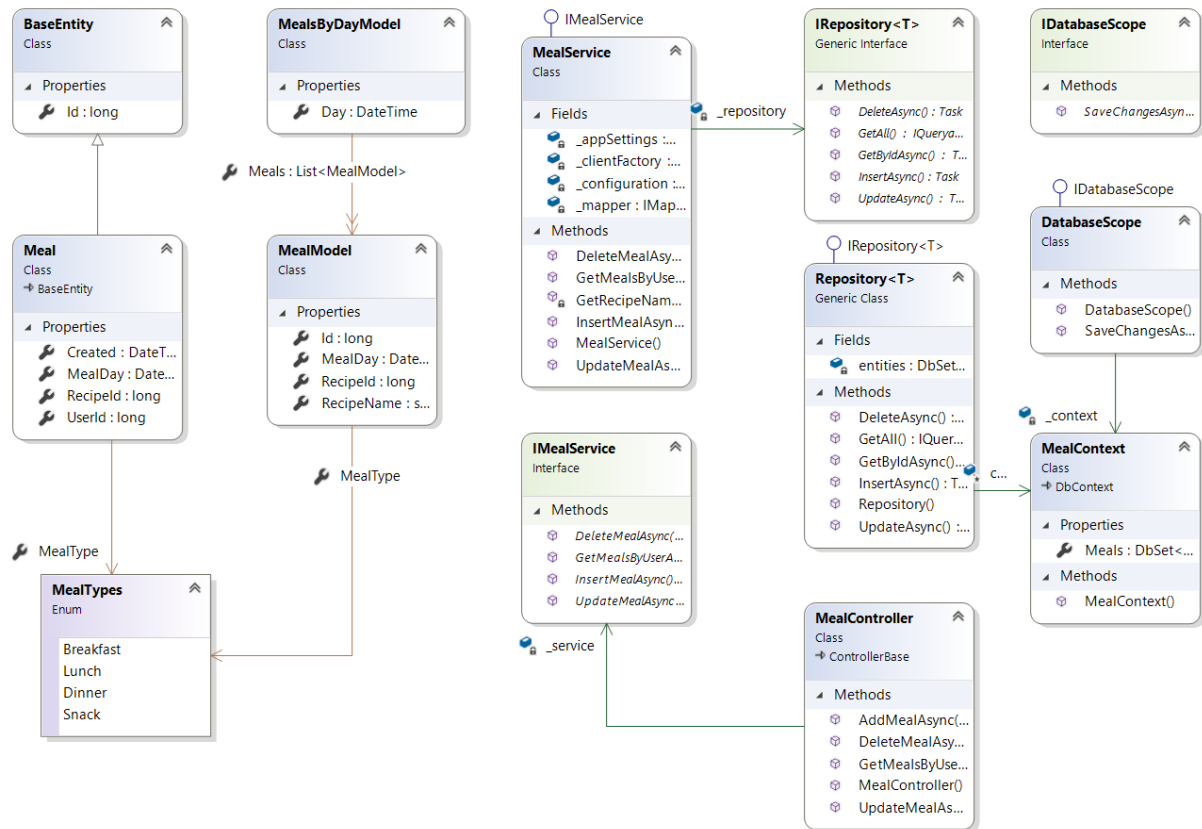 BaseEntity
Class
Properties
Id : long
MealsByDayModel
Class
Properties
Day : DateTime
Meals : List<MealModel>
Meal
Class
BaseEntity
Properties
Created : DateT...
MealDay : Date...
RecipeId : long
UserId : long
MealModel
Class
Properties
Id : long
MealDay : Date...
RecipeId : long
RecipeName : s...
MealType
MealType
MealTypes
Enum
Breakfast
Lunch
Dinner
Snack
IMealService
MealService
Class
Fields
_appSettings :...
_clientFactory :...
_configuration :...
_mapper : IMap...
Methods
DeleteMealAsy...
GetMealsByUse...
GetRecipeNam...
InsertMealAsyn...
MealService()
UpdateMealAs...
_repository
IRepository<T>
Generic Interface
Methods
DeleteAsync() : Task
GetAll() : IQuerya...
GetByIdAsync() : T...
InsertAsync() : Task
UpdateAsync() : T...
IDatabaseScope
Interface
Methods
SaveChangesAsyn...
IDatabaseScope
DatabaseScope
Class
Methods
DatabaseScope()
SaveChangesAs...
_context
IRepository<T>
Repository<T>
Generic Class
Fields
entities : DbSet...
Methods
DeleteAsync() :...
GetAll() : IQuer...
GetByIdAsync()...
InsertAsync() : T...
Repository()
UpdateAsync() :...
c...
MealContext
Class
DbContext
Properties
Meals : DbSet<...
Methods
MealContext()
IMealService
Interface
Methods
DeleteMealAsync(...
GetMealsByUserA...
InsertMealAsync()...
UpdateMealAsync...
_service
MealController
Class
ControllerBase
Methods
AddMealAsync(...
DeleteMealAsy...
GetMealsByUse...
MealController()
UpdateMealAs...